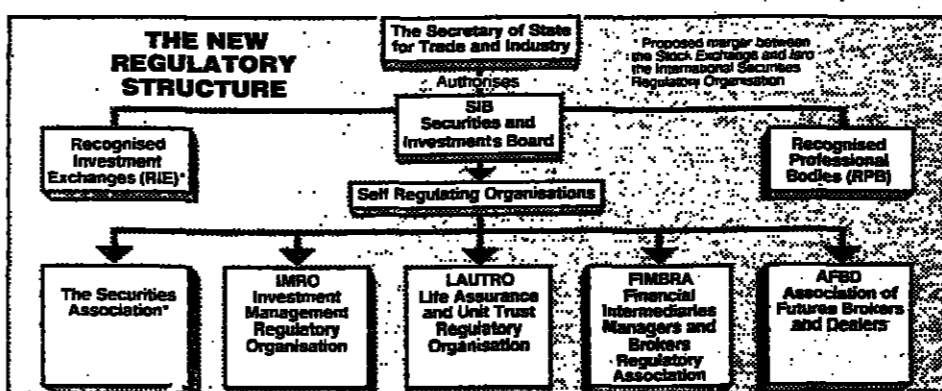 THE NEW
REGULATORY
STRUCTURE
The Secretary of State
for Trade and Industry
Proposed merger between
the Stock Exchange and Isro
the International Securities
Regulatory Organisation
Authorises
SIB
Securities and
Investments Board
Recognised
Investment
Exchanges (RIE)*
Recognised
Professional
Bodies (RPB)
Self Regulating Organisations
The Securities
Association*
IMRO
Investment
Management
Regulatory
Organisation
LAUTRO
Life Assurance
and Unit Trust
Regulatory
Organisation
FIMBRA
Financial
Intermediaries
Managers and
Brokers
Regulatory
Association
AFBD
Association of
Futures Brokers
and Dealers